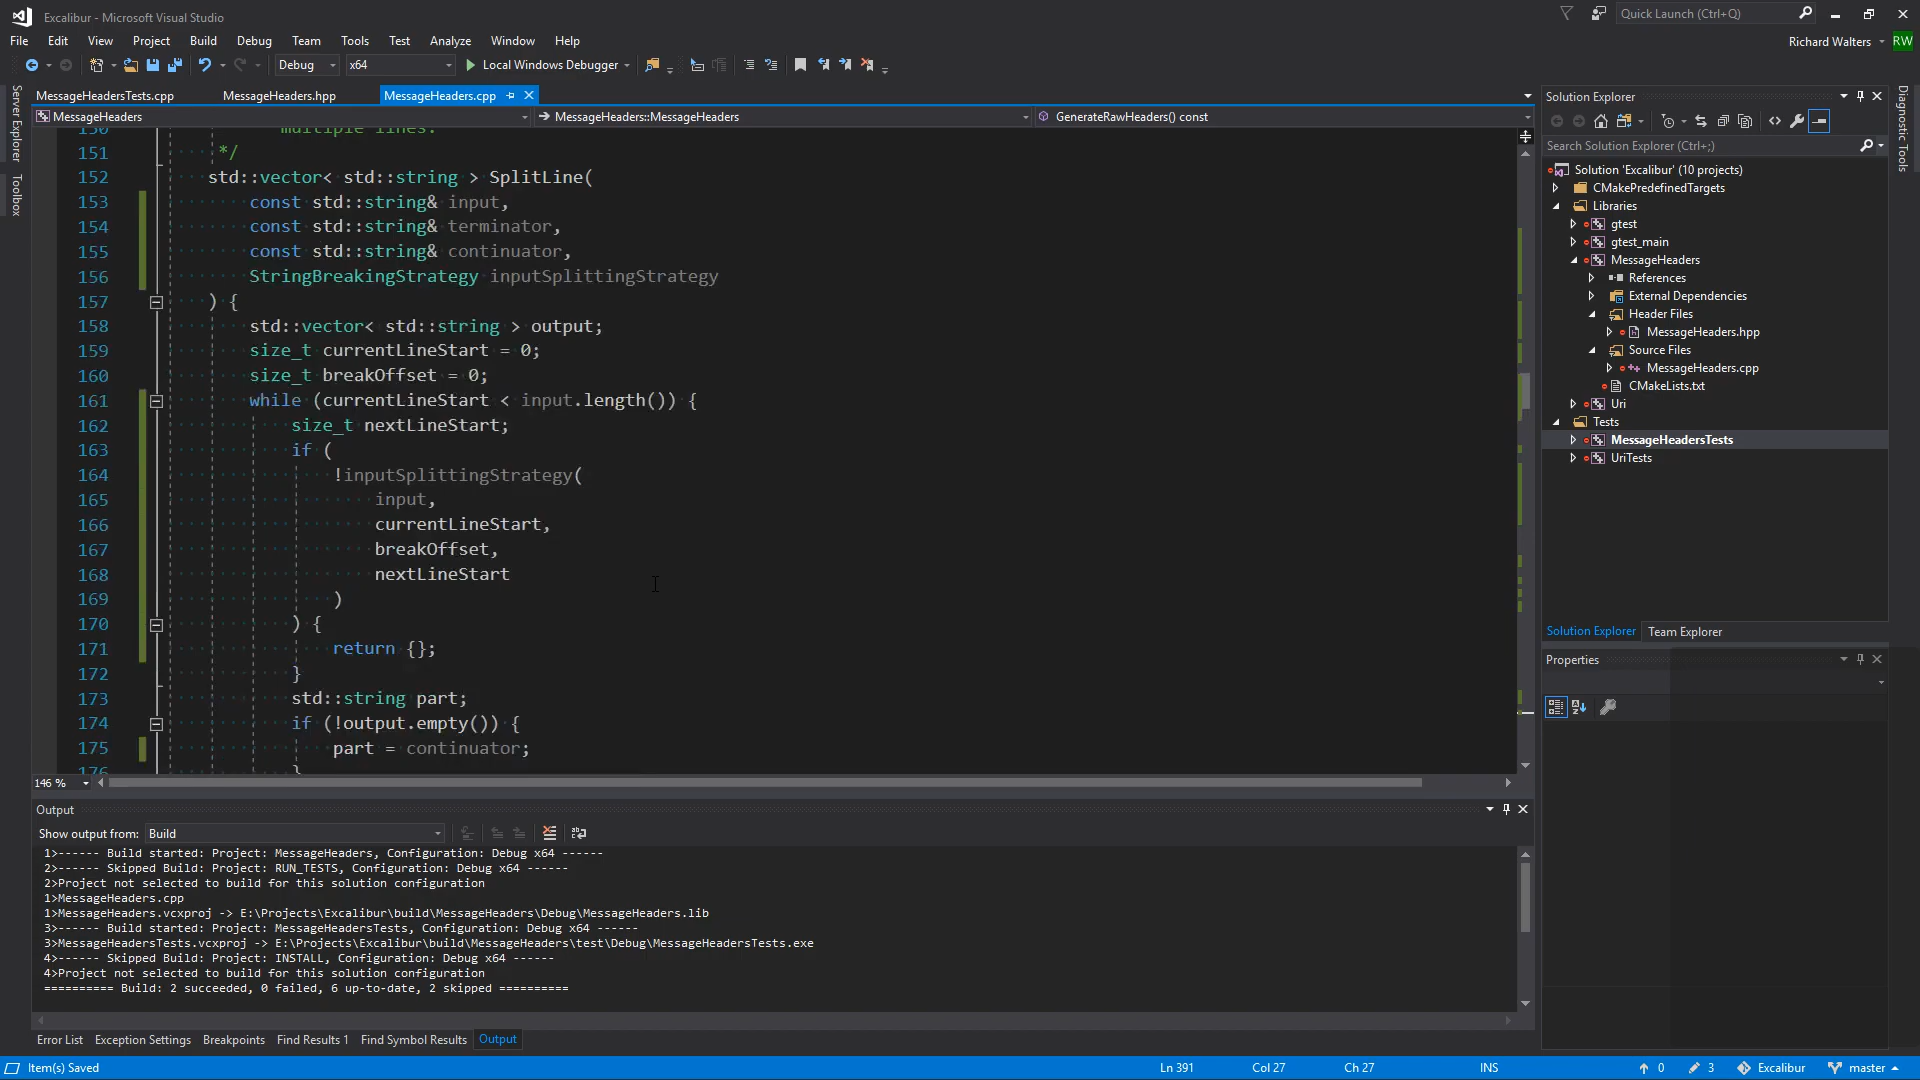 Excalibur - Microsoft Visual Studio
Quick Launch (Ctrl+Q)
File Edit View Project Build Debug Team Tools Test Analyze Window Help
Richard Walters RW
Debug x64 Local Windows Debugger
Server Explorer
Toolbox
MessageHeadersTests.cpp MessageHeaders.hpp MessageHeaders.cpp
MessageHeaders MessageHeaders::MessageHeaders GenerateRawHeaders() const
150 multiple lines.
151 */
152 std::vector< std::string > SplitLine(
153 const std::string& input,
154 const std::string& terminator,
155 const std::string& continuator,
156 StringBreakingStrategy inputSplittingStrategy
157 ) {
158 std::vector< std::string > output;
159 size_t currentLineStart = 0;
160 size_t breakOffset = 0;
161 while (currentLineStart < input.length()) {
162 size_t nextLineStart;
163 if (
164 !inputSplittingStrategy(
165 input,
166 currentLineStart,
167 breakOffset,
168 nextLineStart
169 )
170 ) {
171 return {};
172 }
173 std::string part;
174 if (!output.empty()) {
175 part = continuator;
176 }
146 %
Output
Show output from: Build
1>------ Build started: Project: MessageHeaders, Configuration: Debug x64 ------
2>------ Skipped Build: Project: RUN_TESTS, Configuration: Debug x64 ------
2>Project not selected to build for this solution configuration
1>MessageHeaders.cpp
1>MessageHeaders.vcxproj -> E:\Projects\Excalibur\build\MessageHeaders\Debug\MessageHeaders.lib
3>------ Build started: Project: MessageHeadersTests, Configuration: Debug x64 ------
3>MessageHeadersTests.vcxproj -> E:\Projects\Excalibur\build\MessageHeaders\test\Debug\MessageHeadersTests.exe
4>------ Skipped Build: Project: INSTALL, Configuration: Debug x64 ------
4>Project not selected to build for this solution configuration
========== Build: 2 succeeded, 0 failed, 6 up-to-date, 2 skipped ==========
Error List Exception Settings Breakpoints Find Results 1 Find Symbol Results Output
Solution Explorer
Search Solution Explorer (Ctrl+;)
Solution 'Excalibur' (10 projects)
CMakePredefinedTargets
Libraries
gtest
gtest_main
MessageHeaders
References
External Dependencies
Header Files
MessageHeaders.hpp
Source Files
MessageHeaders.cpp
CMakeLists.txt
Uri
Tests
MessageHeadersTests
UriTests
Solution Explorer Team Explorer
Properties
Diagnostic Tools
Item(s) Saved Ln 391 Col 27 Ch 27 INS 0 3 Excalibur master